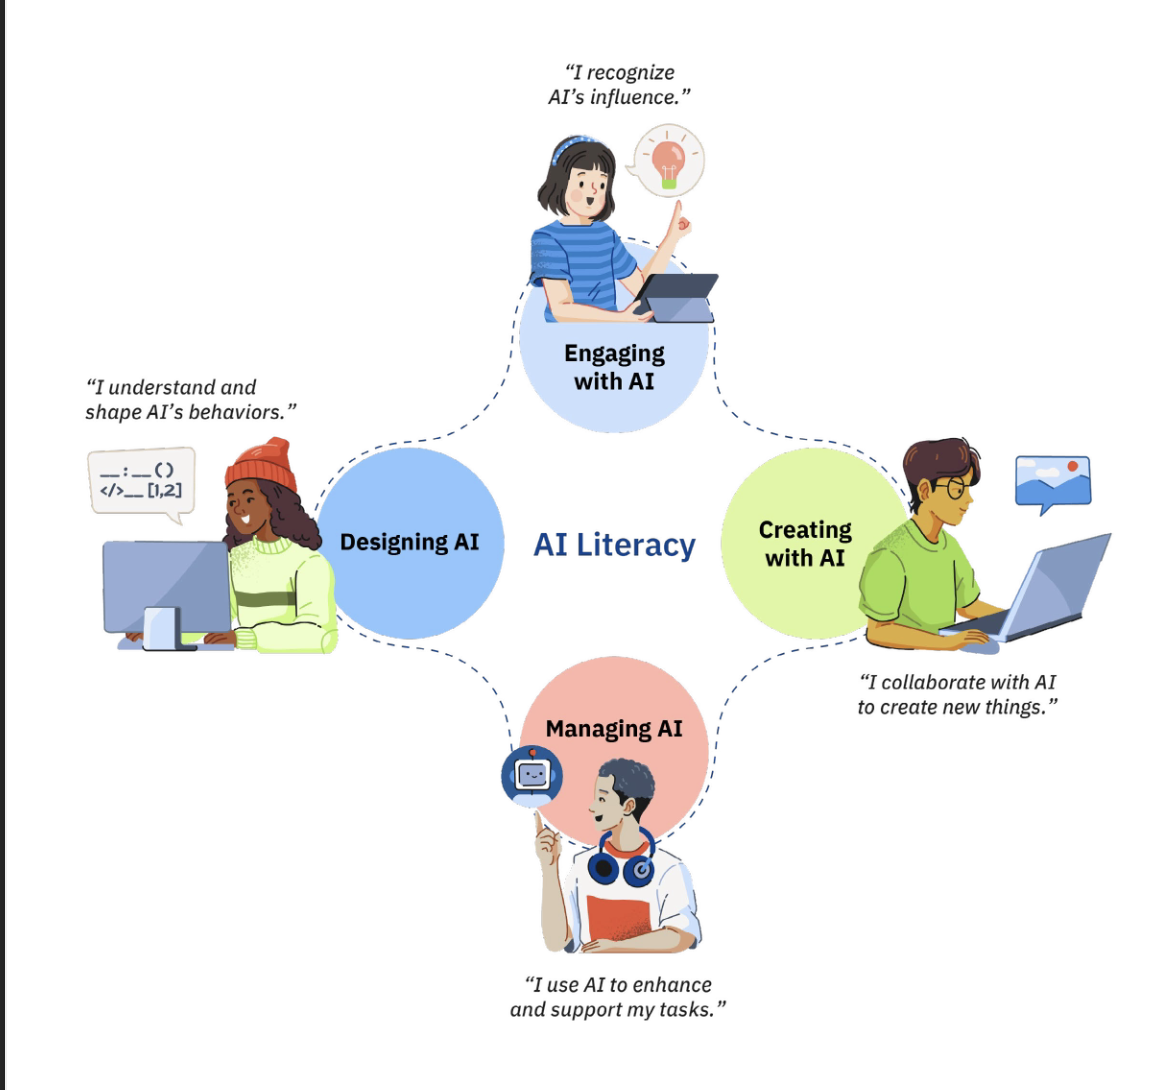 “I recognize
AI’s influence.”
Engaging
with AI
“I understand and
shape AI’s behaviors.”
__:__()
</>__[1,2]
Designing AI
AI Literacy
Creating
with AI
“I collaborate with AI
to create new things.”
Managing AI
“I use AI to enhance
and support my tasks.”